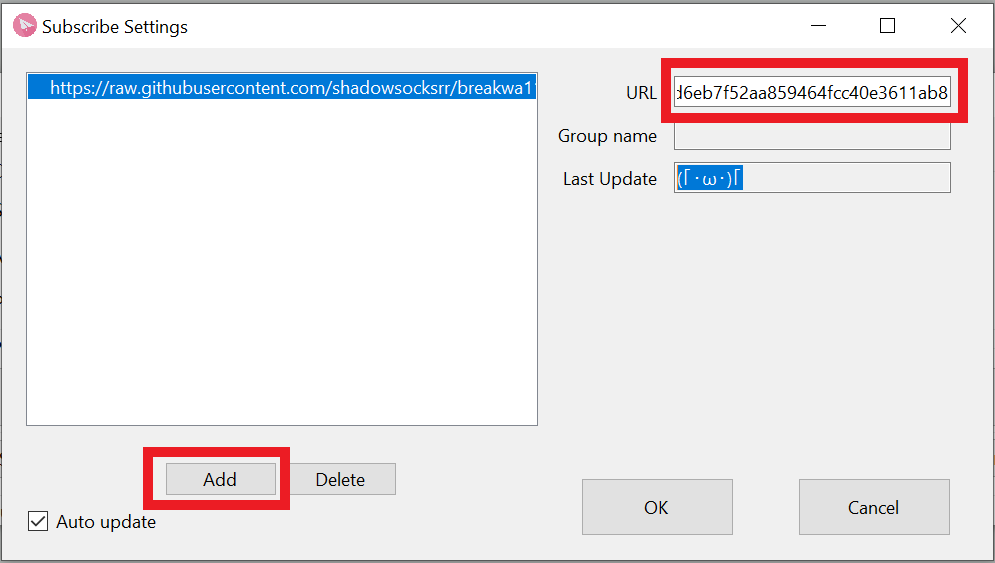 Subscribe Settings
https://raw.githubusercontent.com/shadowsocksrr/breakwa1
URL
d6eb7f52aa859464fcc40e3611ab8
Group name
Last Update
(｢･ω･)｢
Add
Delete
OK
Cancel
Auto update